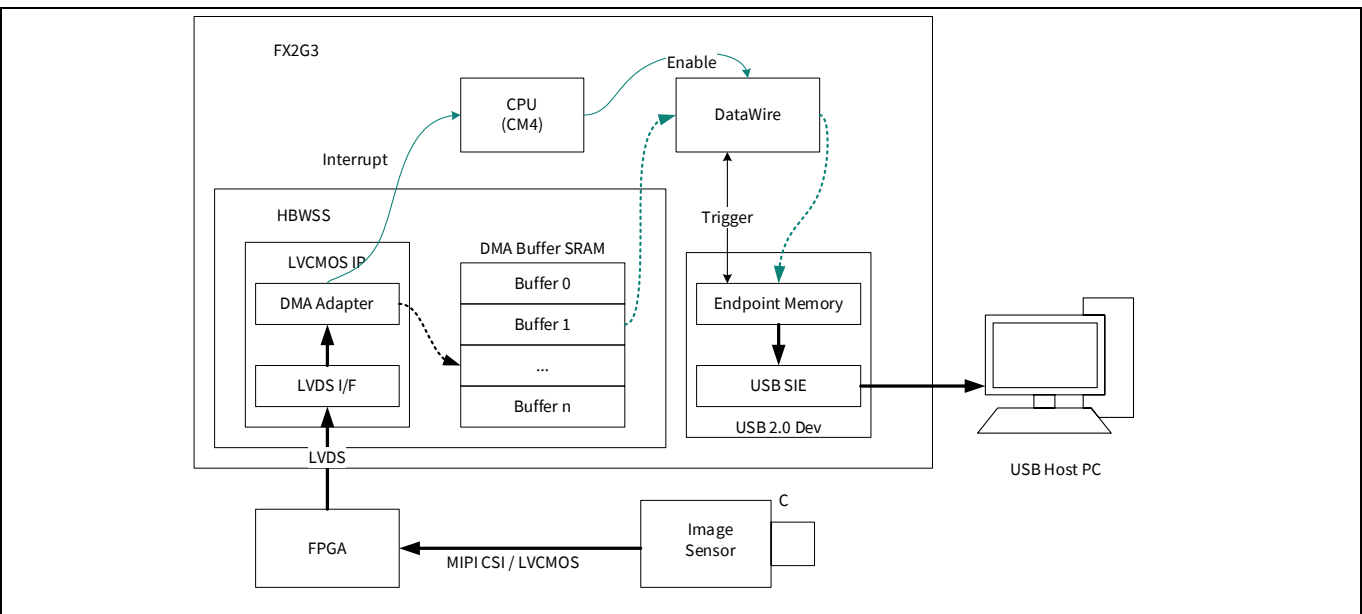 FX2G3
Enable
CPU
(CM4)
DataWire
Interrupt
Trigger
HBWSS
LVCMOS IP
DMA Buffer SRAM
Buffer 0
DMA Adapter
Buffer 1
Endpoint Memory
...
LVDS I/F
USB SIE
Buffer n
USB 2.0 Dev
LVDS
USB Host PC
C
Image
Sensor
FPGA
MIPI CSI / LVCMOS